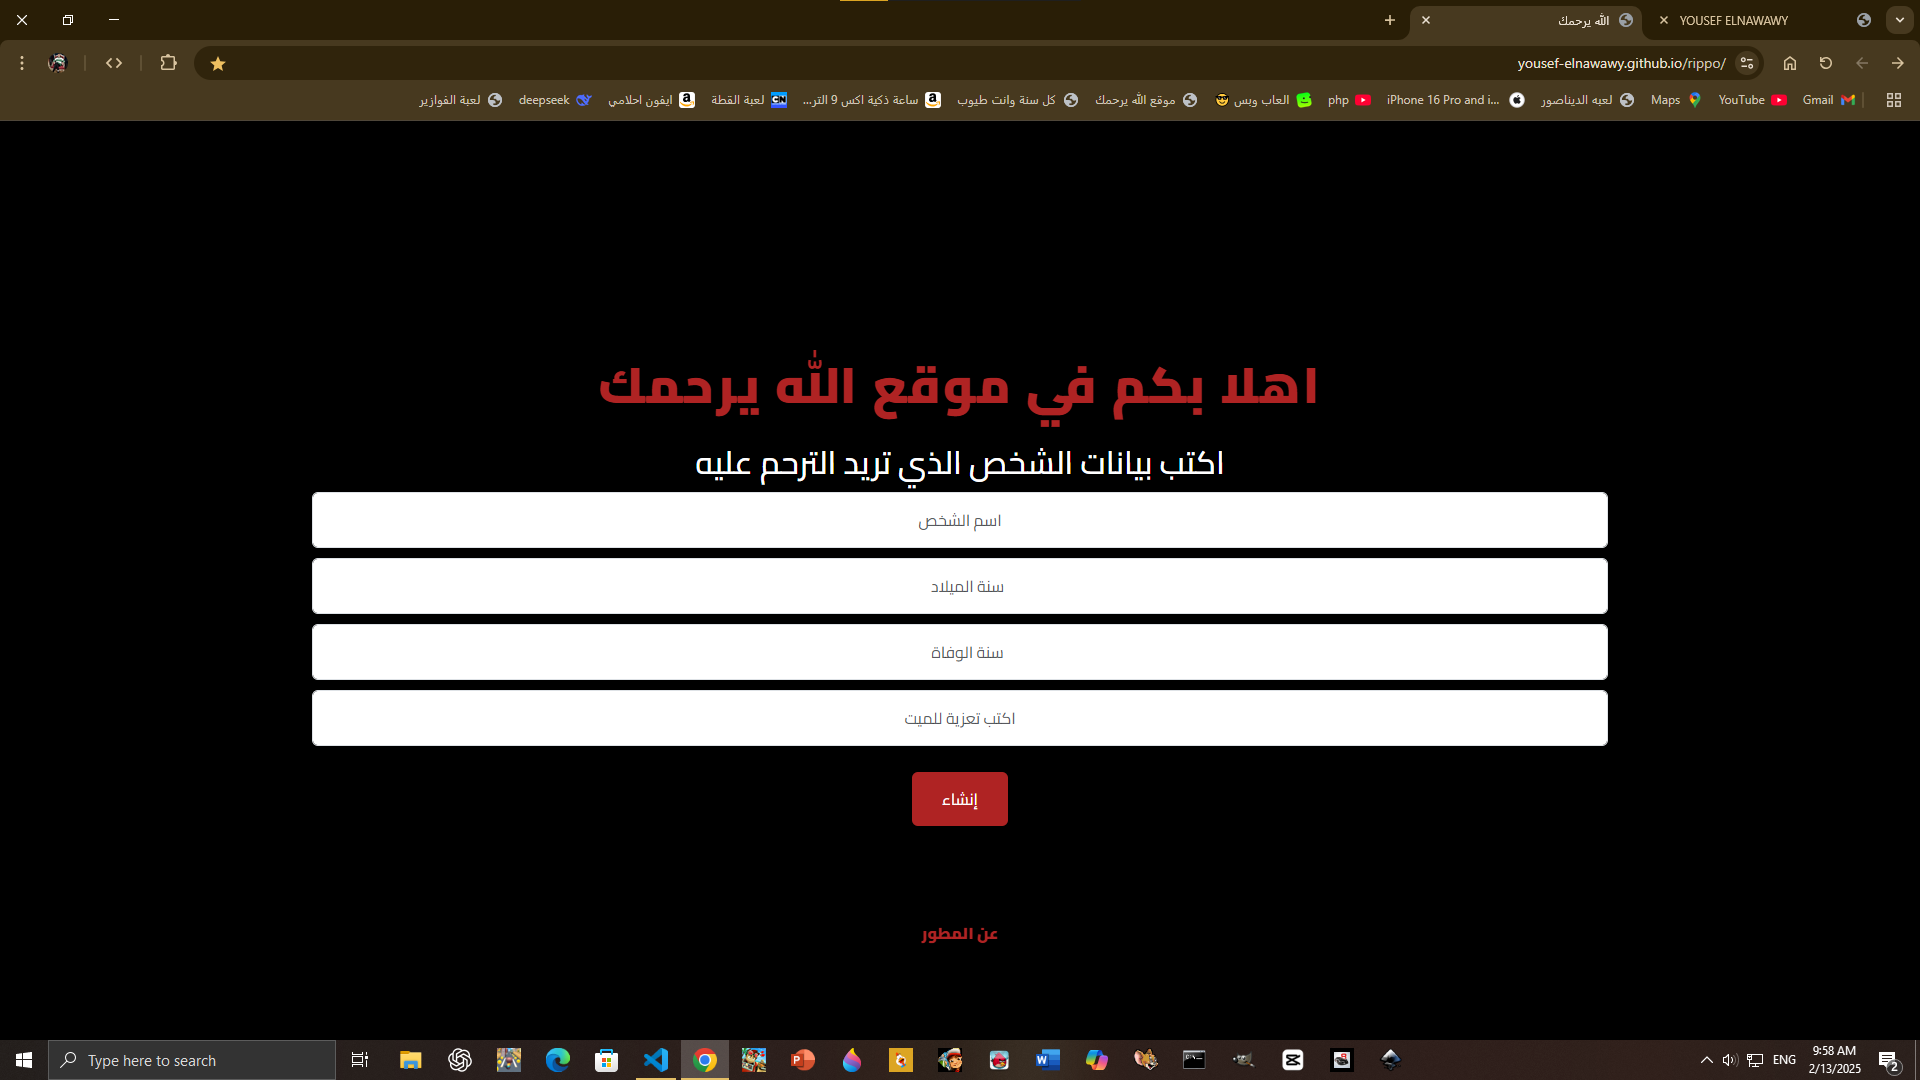 YOUSEF ELNAWAWY
الله يرحمك
yousef-elnawawy.github.io/rippo/
Gmail
YouTube
Maps
لعبه الديناصور
iPhone 16 Pro and i...
php
العاب ويس 😎
موقع الله يرحمك
كل سنة وانت طيوب
ساعة ذكية اكس 9 التر...
لعبة القطة
ايفون احلامي
deepseek
لعبة الفوازير
اهلا بكم في موقع الله يرحمك
اكتب بيانات الشخص الذي تريد الترحم عليه
اسم الشخص
سنة الميلاد
سنة الوفاة
اكتب تعزية للميت
إنشاء
عن المطور
Type here to search
ENG
9:58 AM
2/13/2025
2